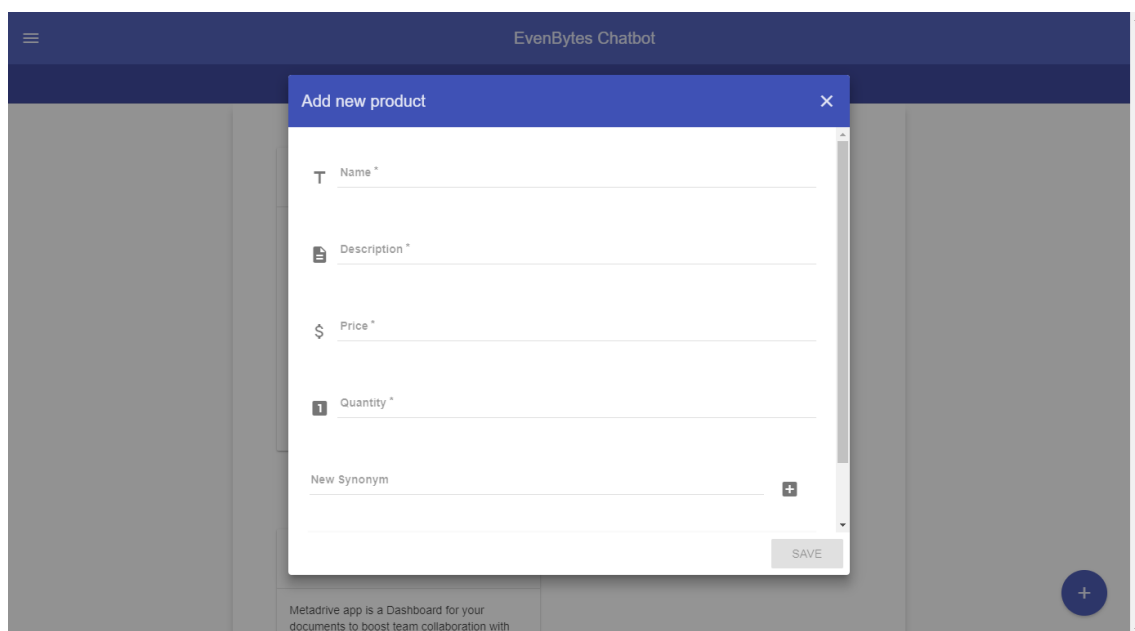 EvenBytes Chatbot
Add new product
Name *
Description *
$ Price *
1 Quantity *
New Synonym
SAVE
Metadrive app is a Dashboard for your
documents to boost team collaboration with